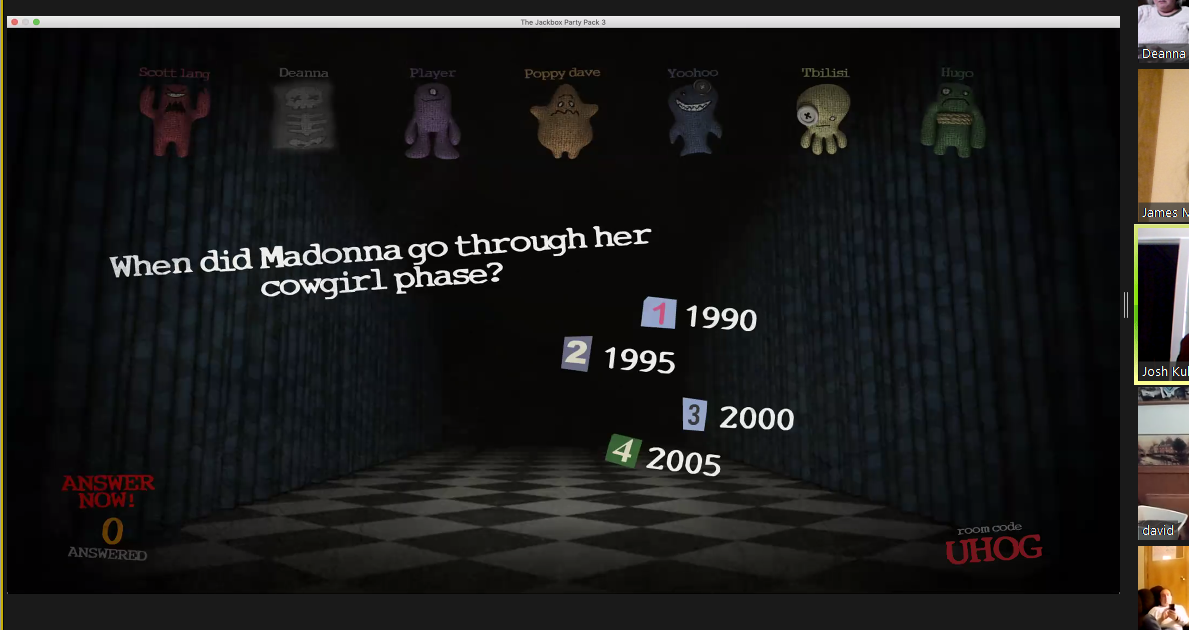 The Jackbox Party Pack 3
Scott lang
Deanna
Player
Poppy dave
Yoohoo
'Tbilisi
Hugo
When did Madonna go through her
cowgirl phase?
1 1990
2 1995
3 2000
4 2005
ANSWER
NOW!
0
ANSWERED
room code
UHOG
Deanna
James M
Josh Kul
david